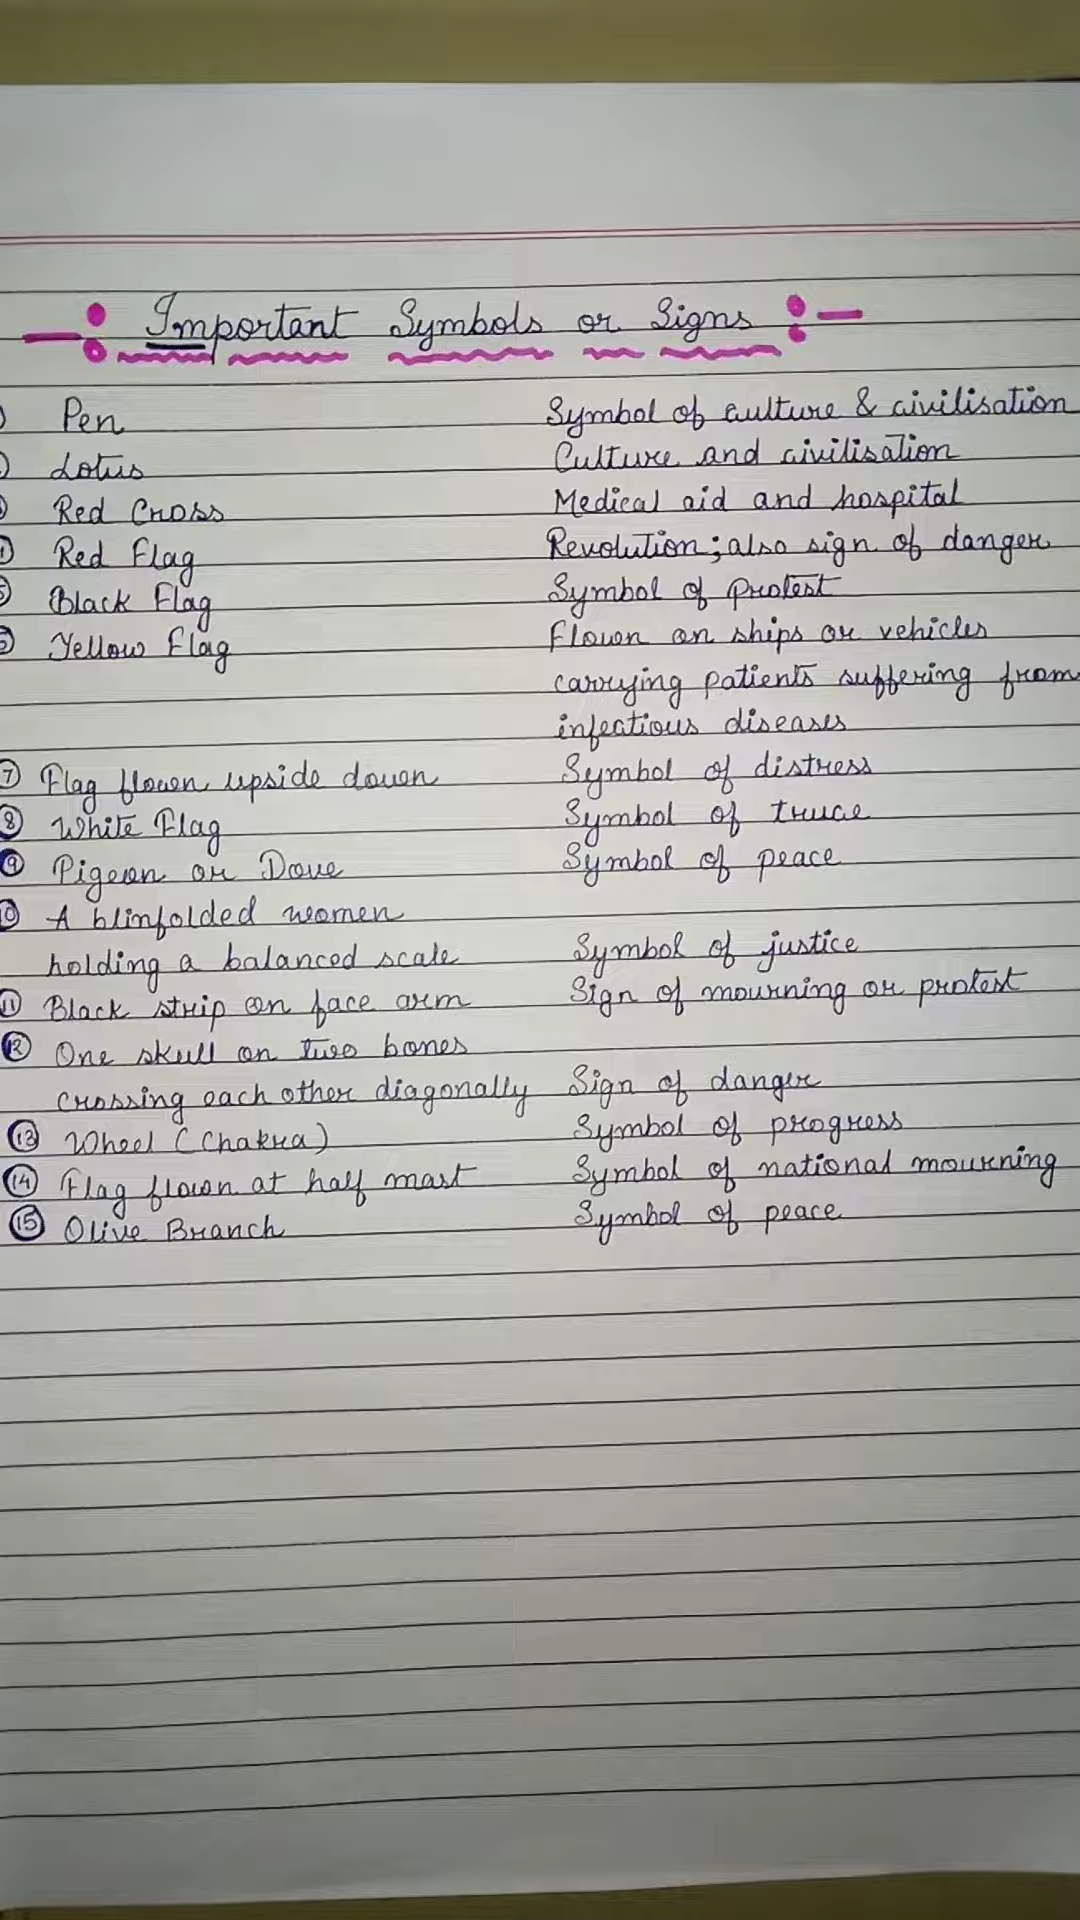 Important Symbols or Signs
Pen Symbol of culture & civilisation
Lotus Culture and civilisation
Red Cross Medical aid and hospital
Red Flag Revolution; also sign of danger
Black Flag Symbol of Protest
Yellow Flag Flown on ships or vehicles
carrying patients suffering from
infectious diseases
7 Flag flown upside down Symbol of distress
8 White Flag Symbol of truce
9 Pigeon or Dove Symbol of peace
10 A blinfolded women
holding a balanced scale Symbol of justice
11 Black strip on face arm Sign of mourning or protest
12 One skull on two bones
crossing each other diagonally Sign of danger
13 Wheel (Chakra) Symbol of progress
14 Flag flown at half mast Symbol of national mourning
15 Olive Branch Symbol of peace